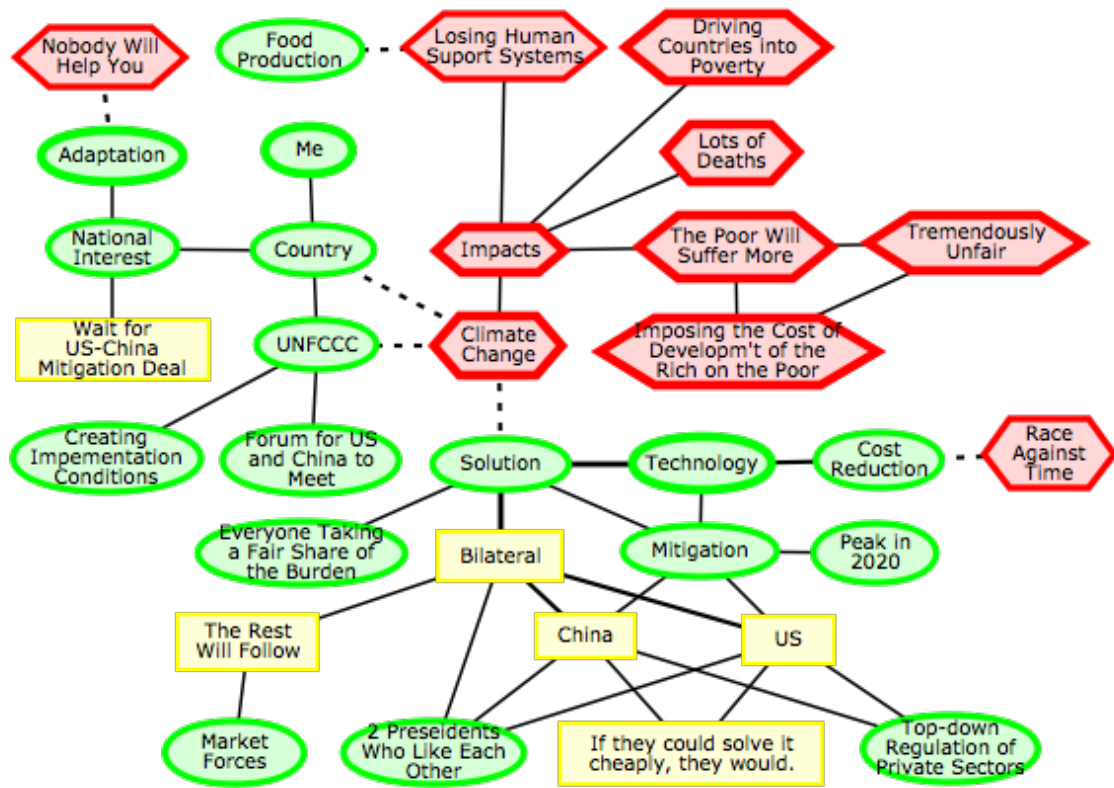 Nobody Will
Help You
Food
Production
Losing Human
Suport Systems
Driving
Countries into
Poverty
Adaptation
Me
Lots of
Deaths
National
Interest
Country
Impacts
The Poor Will
Suffer More
Tremendously
Unfair
Wait for
US-China
Mitigation Deal
UNFCCC
Climate
Change
Imposing the Cost of
Developm't of the
Rich on the Poor
Creating
Impementation
Conditions
Forum for US
and China to
Meet
Solution
Technology
Cost
Reduction
Race
Against
Time
Everyone Taking
a Fair Share of
the Burden
Bilateral
Mitigation
Peak in
2020
The Rest
Will Follow
China
US
Market
Forces
2 Preseidents
Who Like Each
Other
If they could solve it
cheaply, they would.
Top-down
Regulation of
Private Sectors